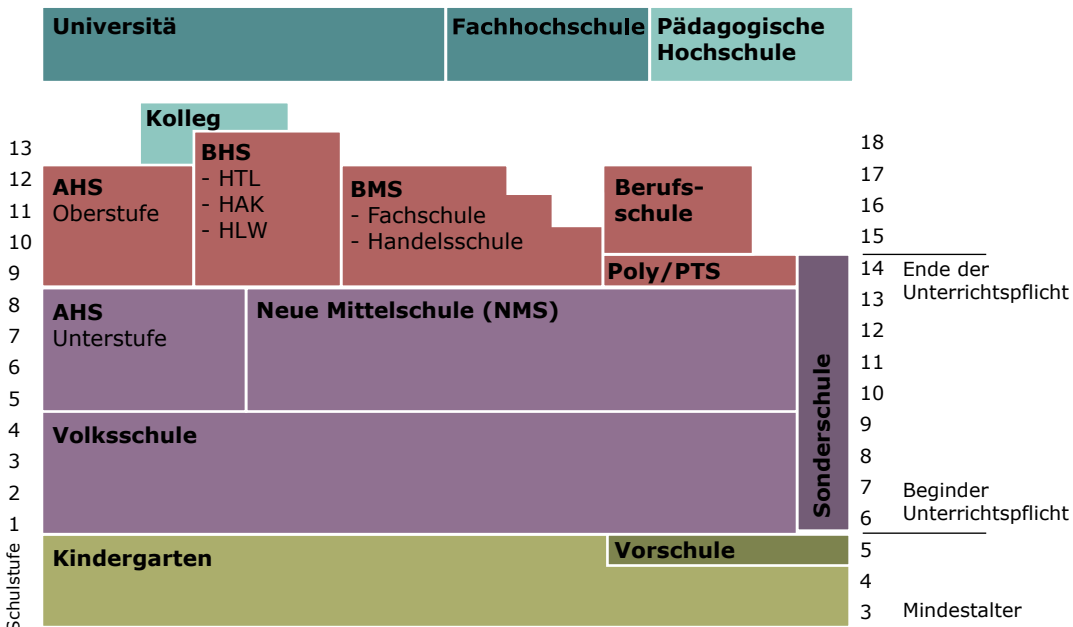 Universitä
Fachhochschule
Pädagogische
Hochschule
Kolleg
13
BHS
- HTL
- HAK
- HLW
18
12
AHS
Oberstufe
BMS
- Fachschule
- Handelsschule
Berufs-
schule
17
11
16
10
15
9
Poly/PTS
14
Ende der
Unterrichtspflicht
8
AHS
Unterstufe
Neue Mittelschule (NMS)
13
7
12
6
11
5
10
4
Volksschule
Sonderschule
9
3
8
2
7
Beginder
Unterrichtspflicht
1
6
Schulstufe
Kindergarten
Vorschule
5
4
3
Mindestalter